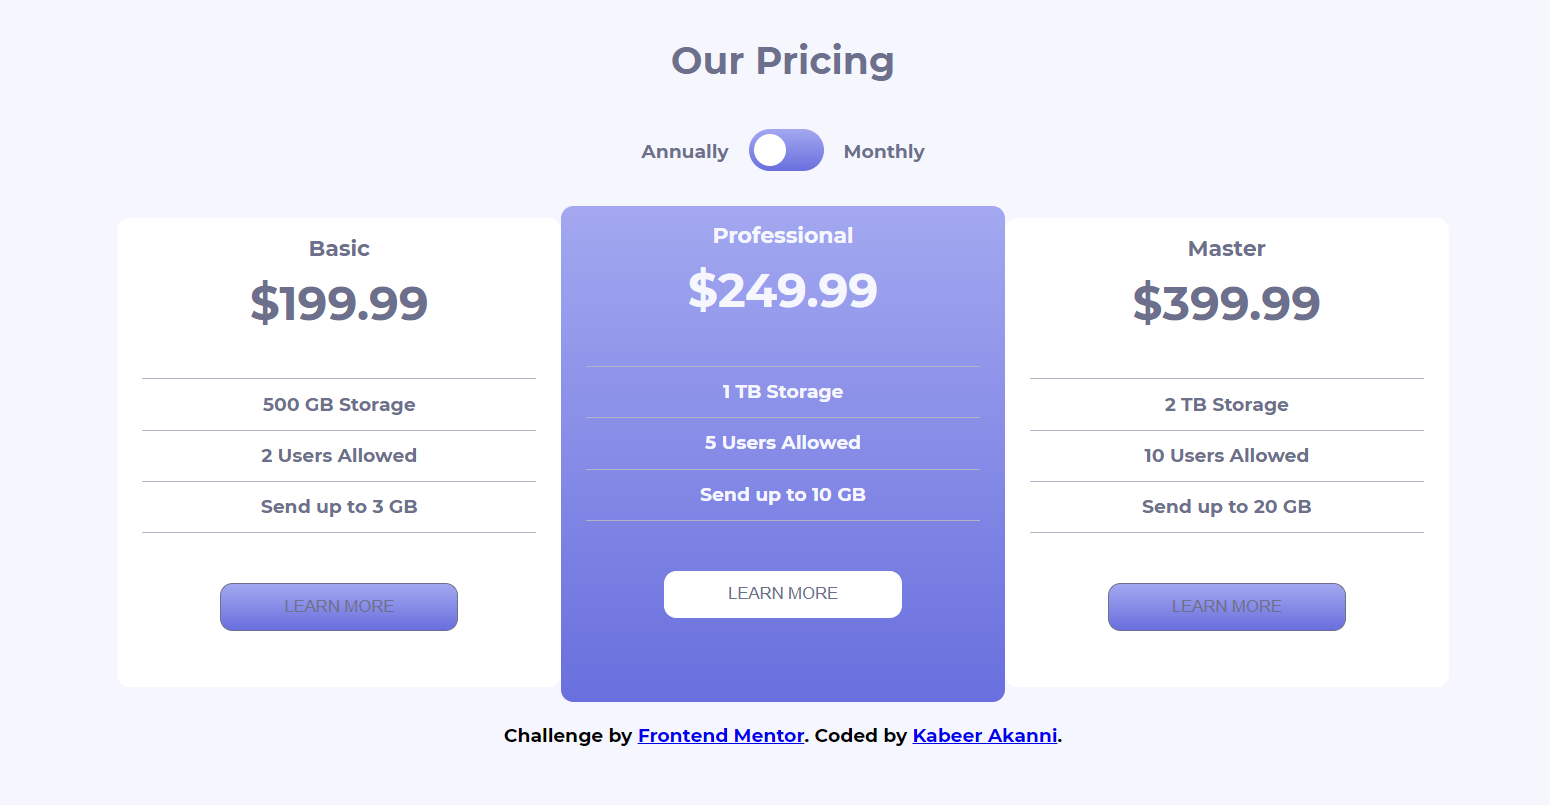 Our Pricing
Annually
Monthly
Basic
$199.99
500 GB Storage
2 Users Allowed
Send up to 3 GB
LEARN MORE
Professional
$249.99
1 TB Storage
5 Users Allowed
Send up to 10 GB
LEARN MORE
Master
$399.99
2 TB Storage
10 Users Allowed
Send up to 20 GB
LEARN MORE
Challenge by Frontend Mentor. Coded by Kabeer Akanni.